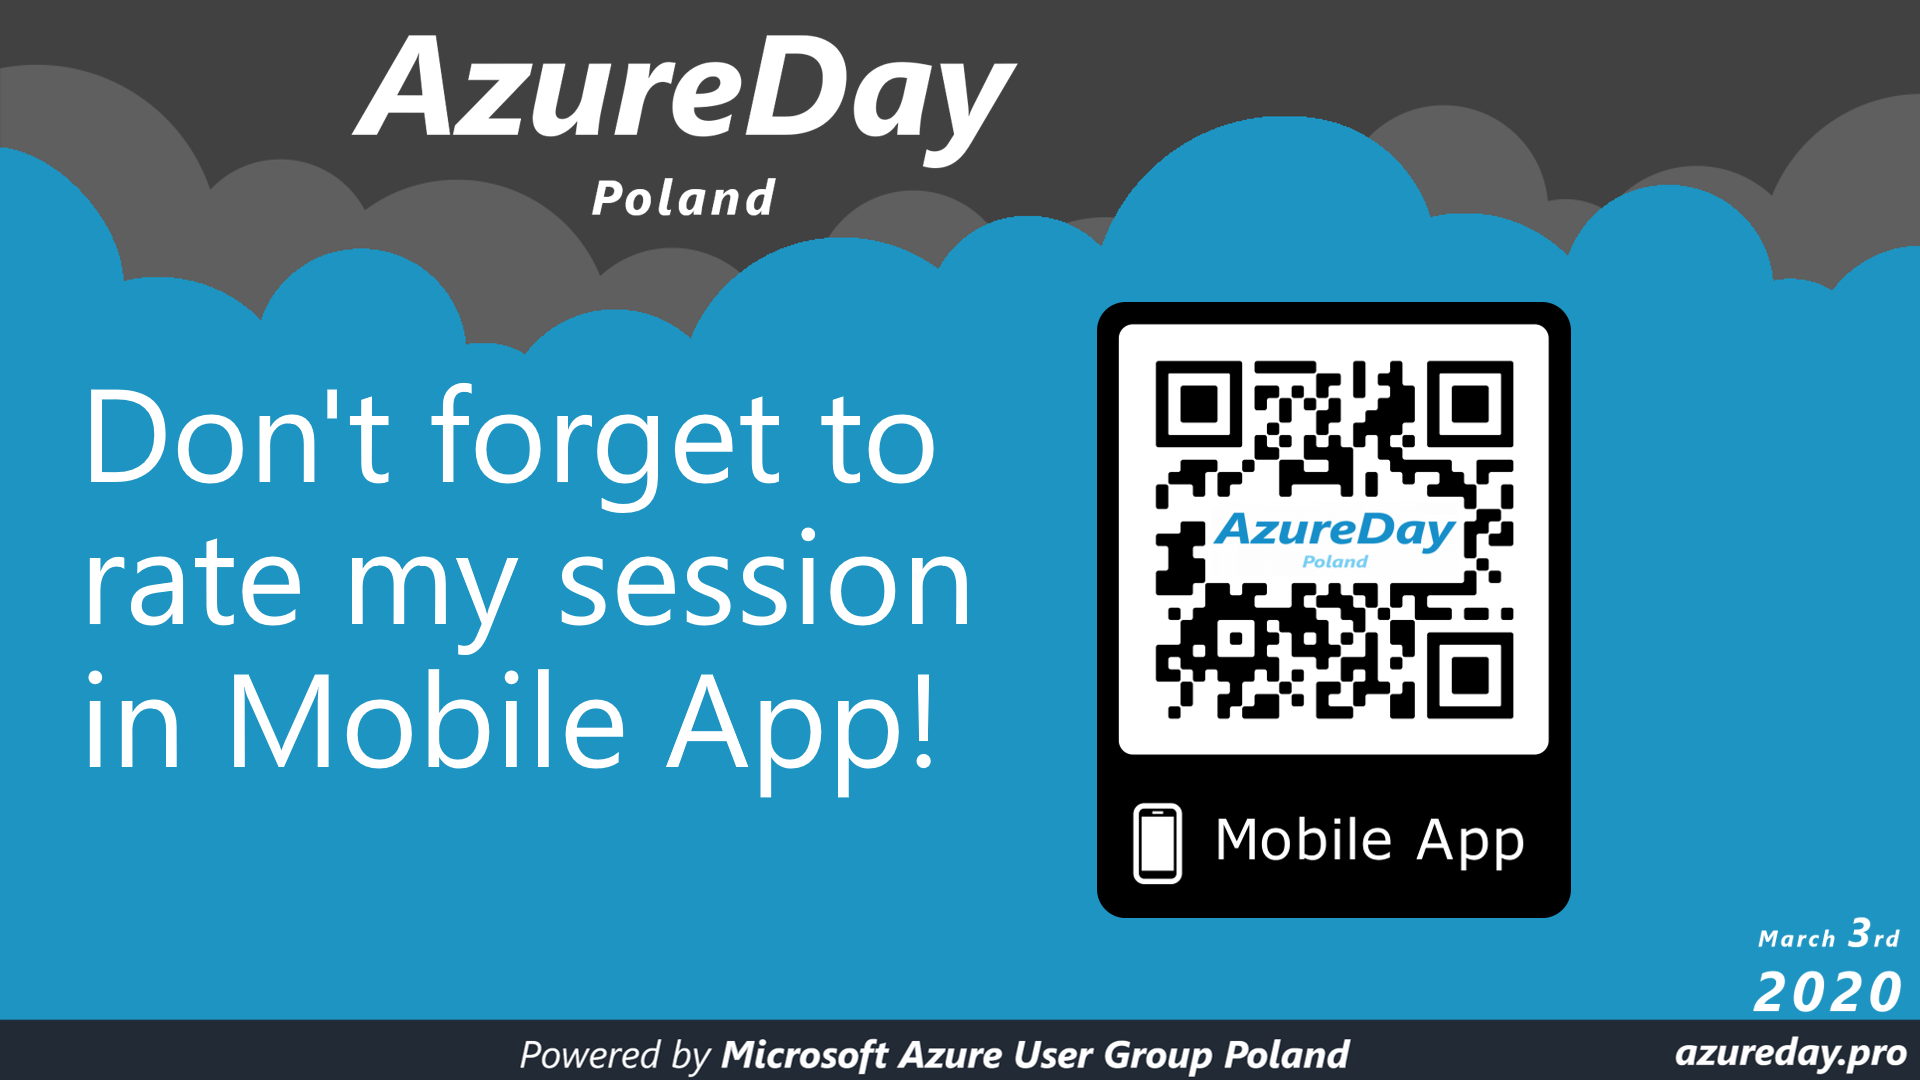 AzureDay
Poland
Don't forget to
rate my session
in Mobile App!
AzureDay
Poland
Mobile App
March 3rd
2020
Powered by Microsoft Azure User Group Poland
azureday.pro